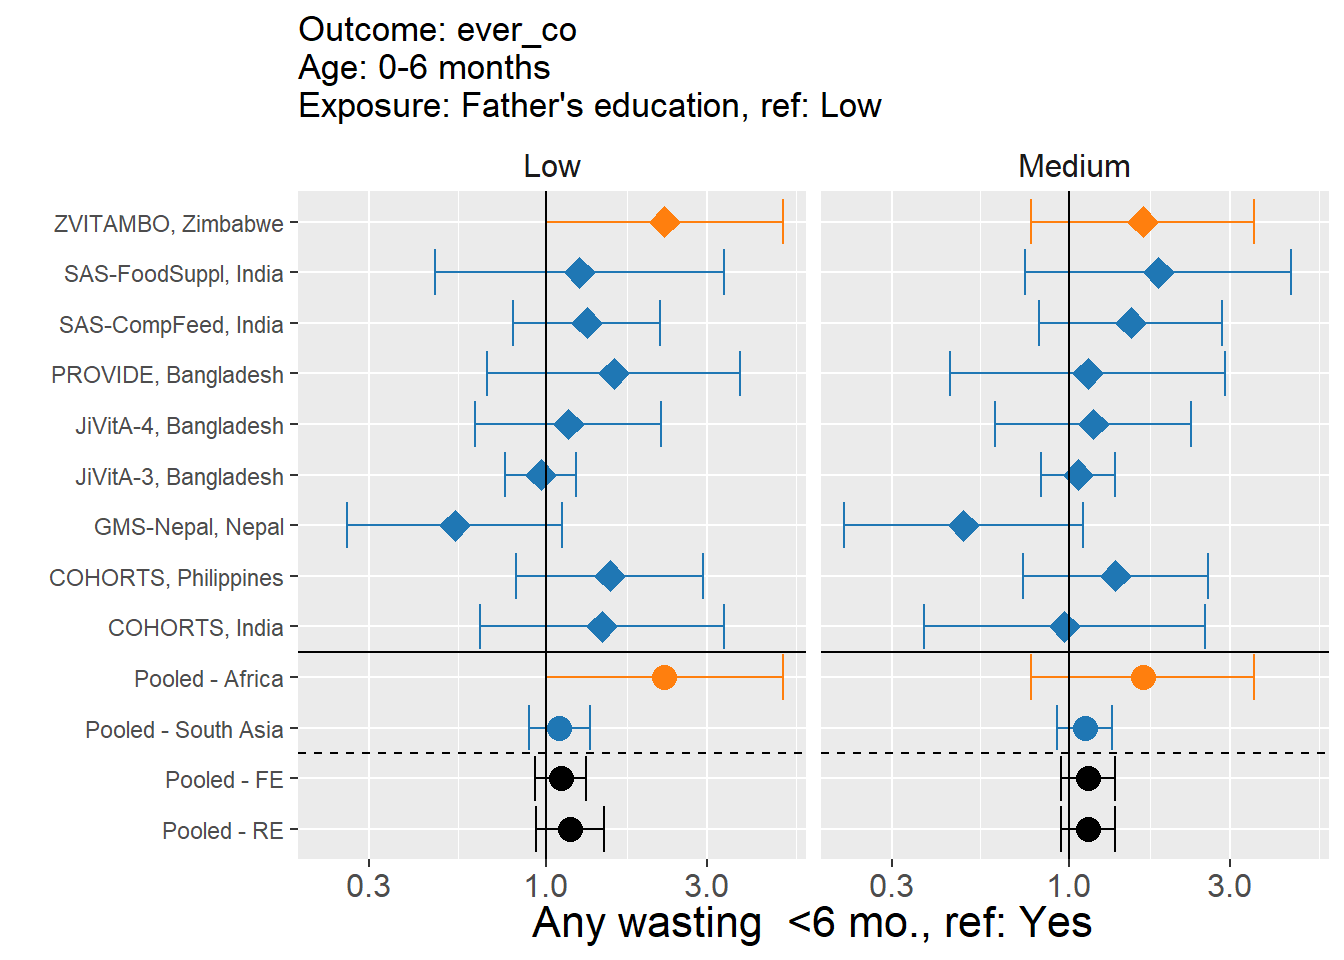 Outcome: ever_co
Age: 0-6 months
Exposure: Father's education, ref: Low
Low Medium
ZVITAMBO, Zimbabwe
SAS-FoodSuppl, India
SAS-CompFeed, India
PROVIDE, Bangladesh
JiVitA-4, Bangladesh
JiVitA-3, Bangladesh
GMS-Nepal, Nepal
COHORTS, Philippines
COHORTS, India
Pooled - Africa
Pooled - South Asia
Pooled - FE
Pooled - RE
0.3 1.0 3.0 0.3 1.0 3.0
Any wasting  <6 mo., ref: Yes